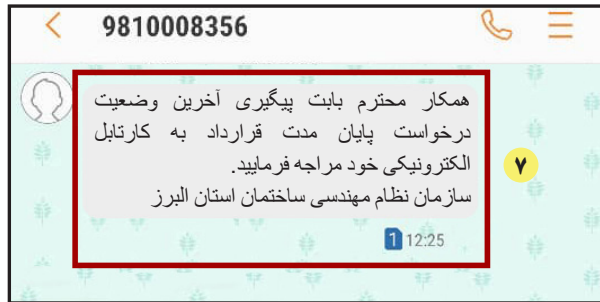 9810008356
همکار محترم بابت پیگیری آخرین وضعیت
درخواست پایان مدت قرارداد به کارتابل
الکترونیکی خود مراجعه فرمایید.
سازمان نظام مهندسی ساختمان استان البرز
۷
1 12:25